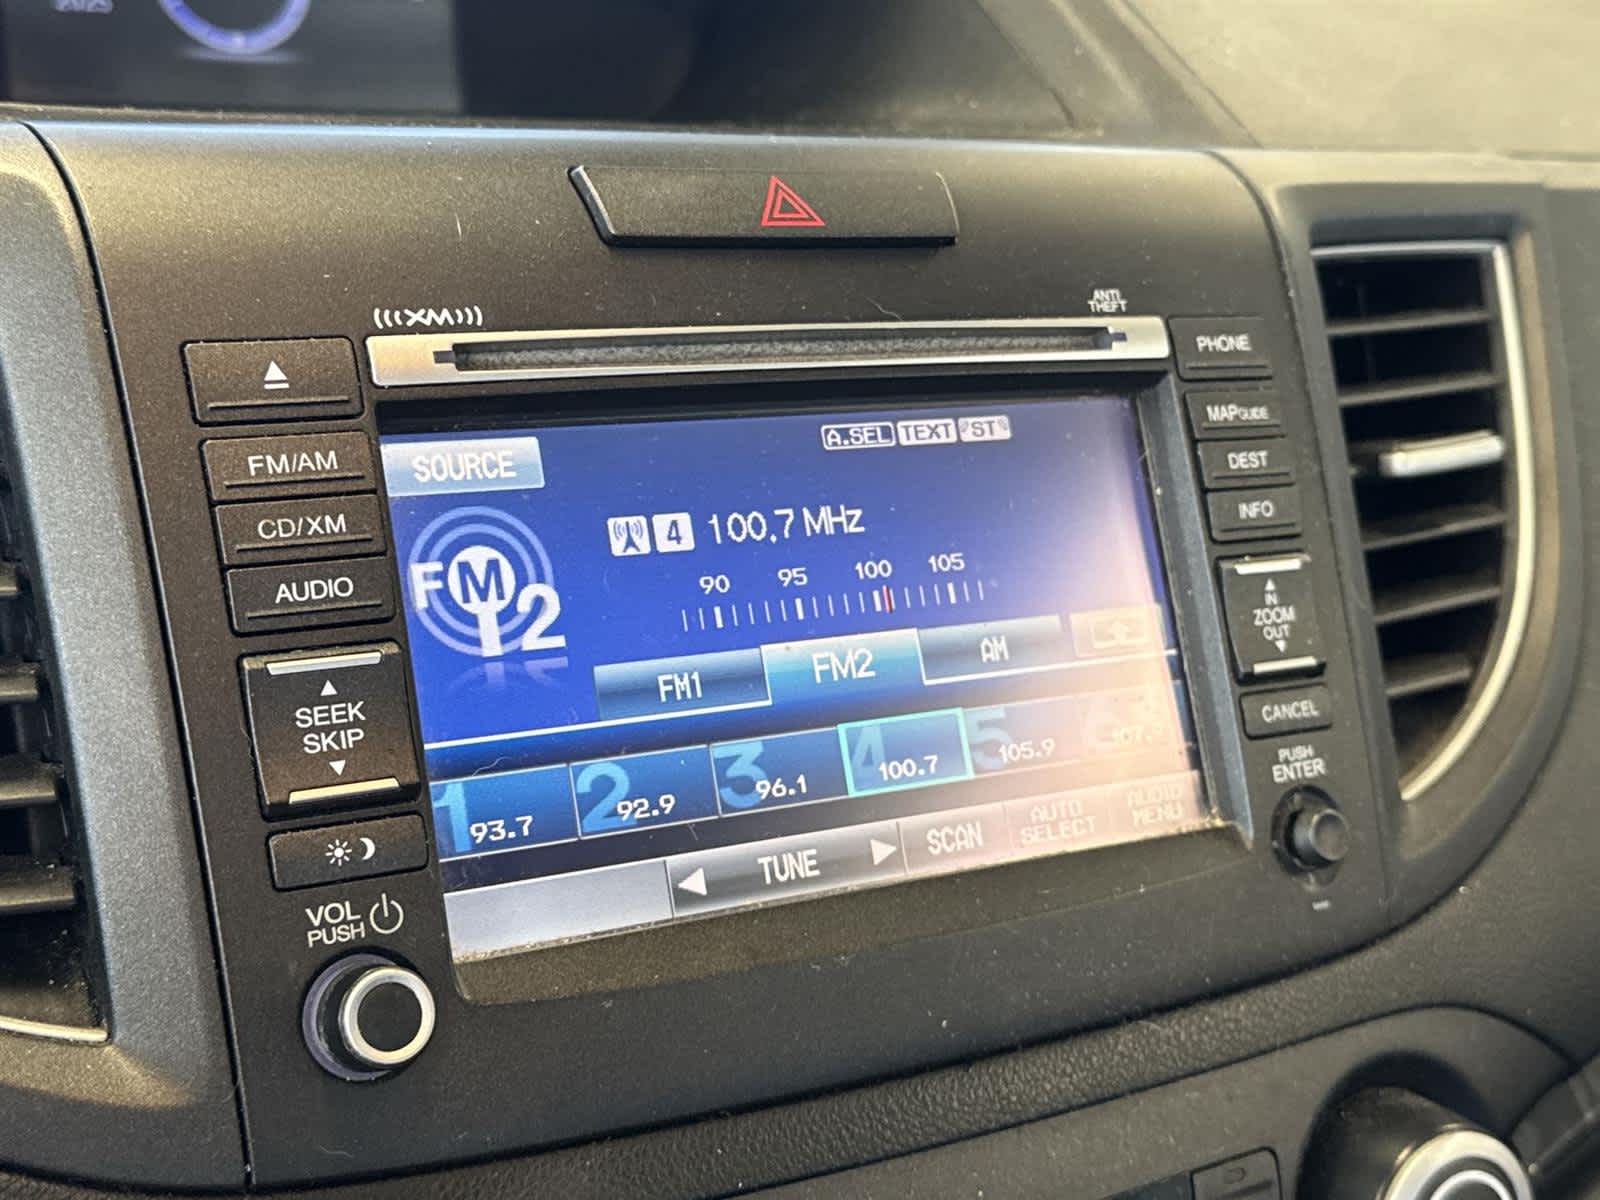 2025
(((XM)))
ANTI
THEFT
PHONE
FM/AM
CD/XM
AUDIO
SEEK
SKIP
VOL
PUSH
SOURCE
A.SEL TEXT ST
FM2
4 100.7 MHz
90 95 100 105
FM1 FM2 AM
1 93.7 2 92.9 3 96.1 4 100.7 5 105.9 6
TUNE SCAN AUTO
SELECT AUDIO
MENU
MAP GUIDE
DEST
INFO
IN
ZOOM
OUT
CANCEL
PUSH
ENTER